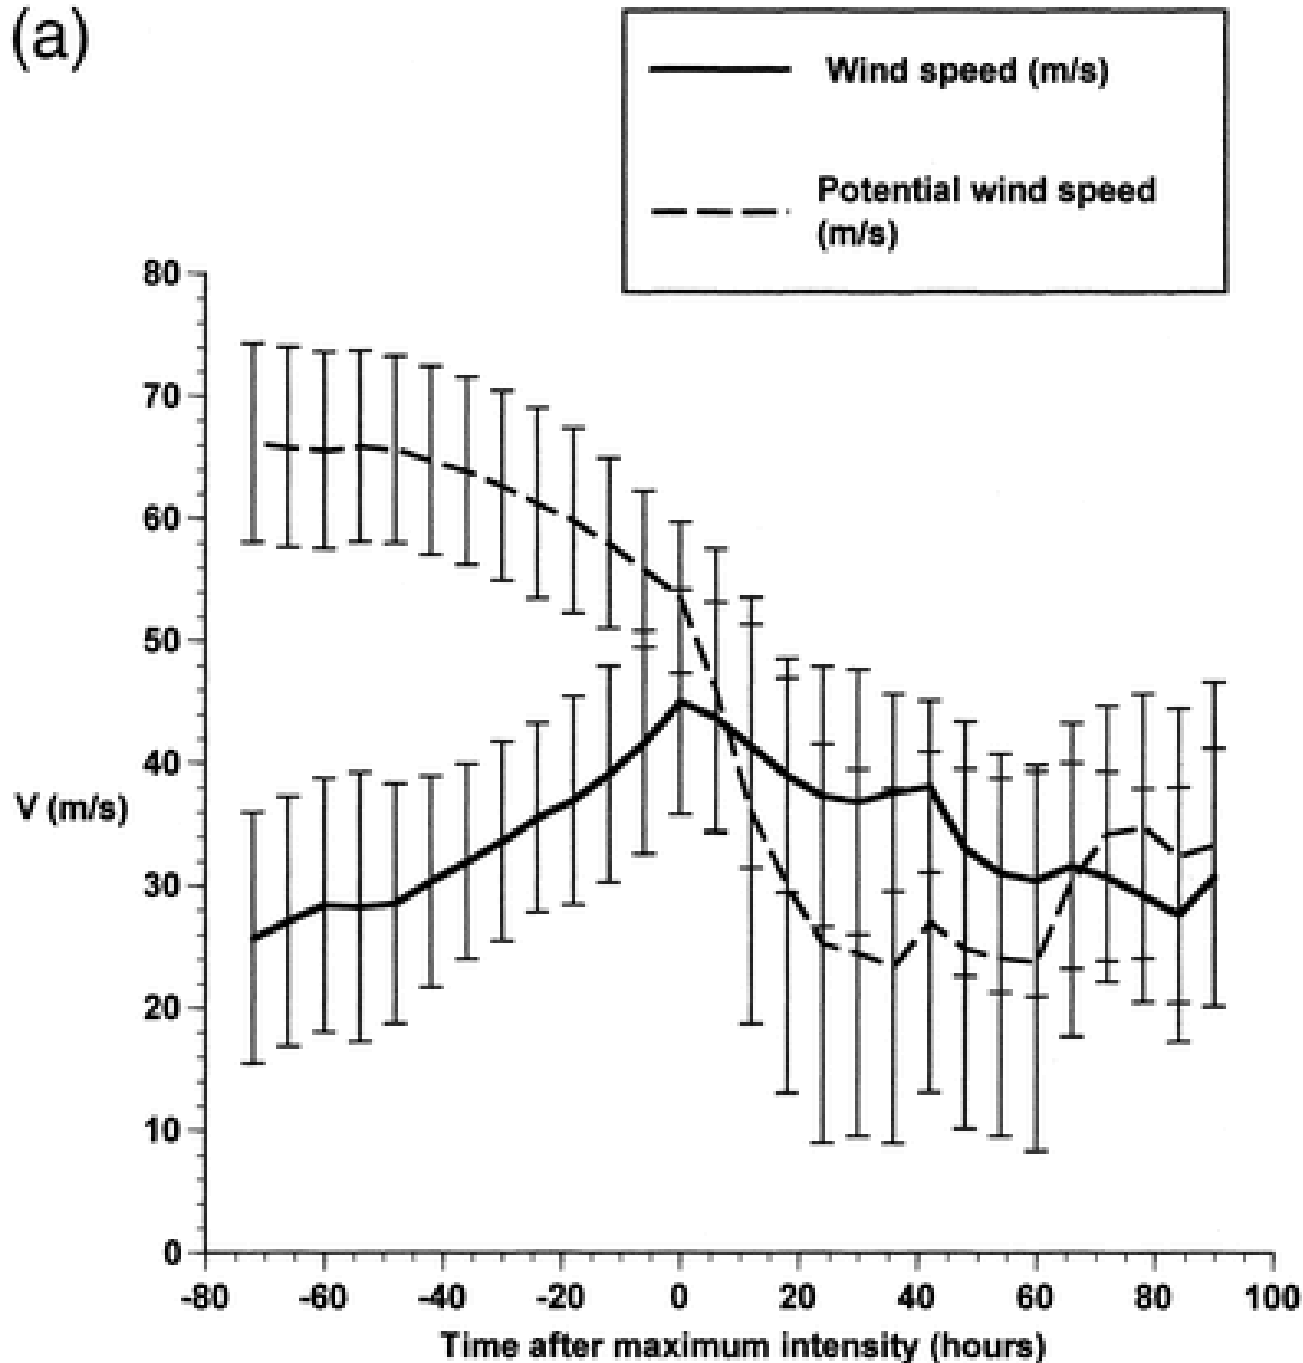 (a)
Wind speed (m/s)
Potential wind speed
(m/s)
80
70
60
50
40
V (m/s)
30
20
10
0
-80 -60 -40 -20 0 20 40 60 80 100
Time after maximum intensity (hours)